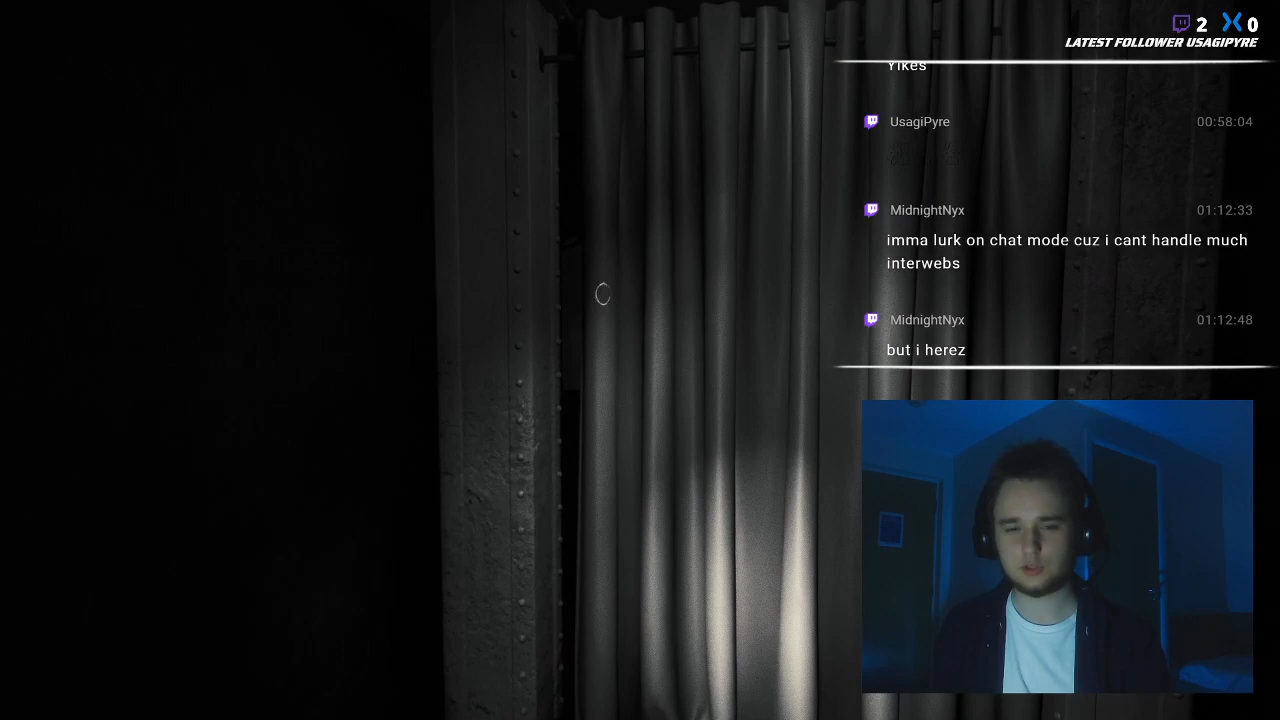 2 0
LATEST FOLLOWER USAGIPYRE
Yikes
UsagiPyre 00:58:04
MidnightNyx 01:12:33
imma lurk on chat mode cuz i cant handle much
interwebs
MidnightNyx 01:12:48
but i herez